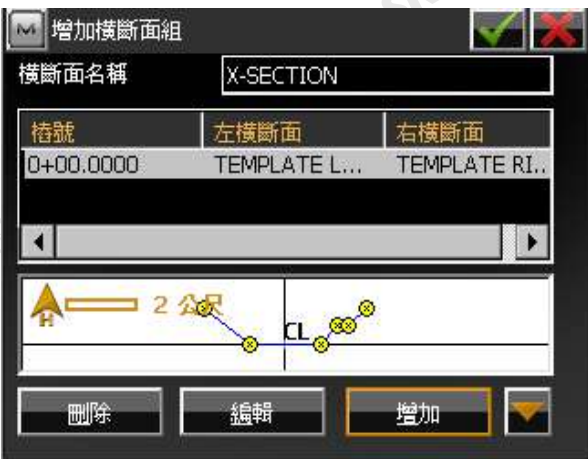 增加橫斷面組
橫斷面名稱 X-SECTION
樁號 左橫斷面 右橫斷面
0+00.0000 TEMPLATE L... TEMPLATE RI..
H 2 公尺
CL
刪除 編輯 增加